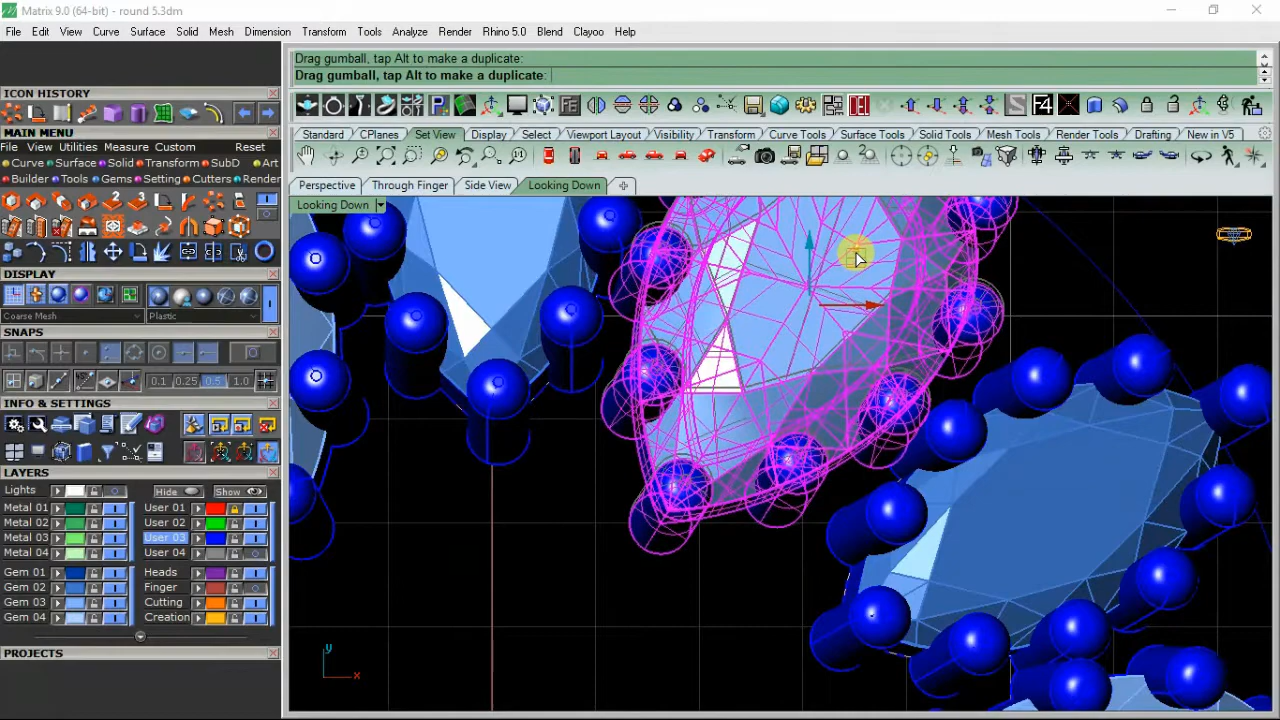 Matrix 9.0 (64-bit) - round 5.3dm
File Edit View Curve Surface Solid Mesh Dimension Transform Tools Analyze Render Rhino 5.0 Blend Clayoo Help
Drag gumball, tap Alt to make a duplicate:
Drag gumball, tap Alt to make a duplicate:
ICON HISTORY
MAIN MENU
File View Utilities Measure Custom Reset
Curve Surface Solid Transform SubD Art
Builder Tools Gems Setting Cutters Render
DISPLAY
Coarse Mesh Plastic
SNAPS
0.1 0.25 0.5 1.0
INFO & SETTINGS
LAYERS
Lights Hide Show
Metal 01 User 01
Metal 02 User 02
Metal 03 User 03
Metal 04 User 04
Gem 01 Heads
Gem 02 Finger
Gem 03 Cutting
Gem 04 Creation
PROJECTS
F4
Standard CPlanes Set View Display Select Viewport Layout Visibility Transform Curve Tools Surface Tools Solid Tools Mesh Tools Render Tools Drafting New in V5
Perspective Through Finger Side View Looking Down
Looking Down
y
x